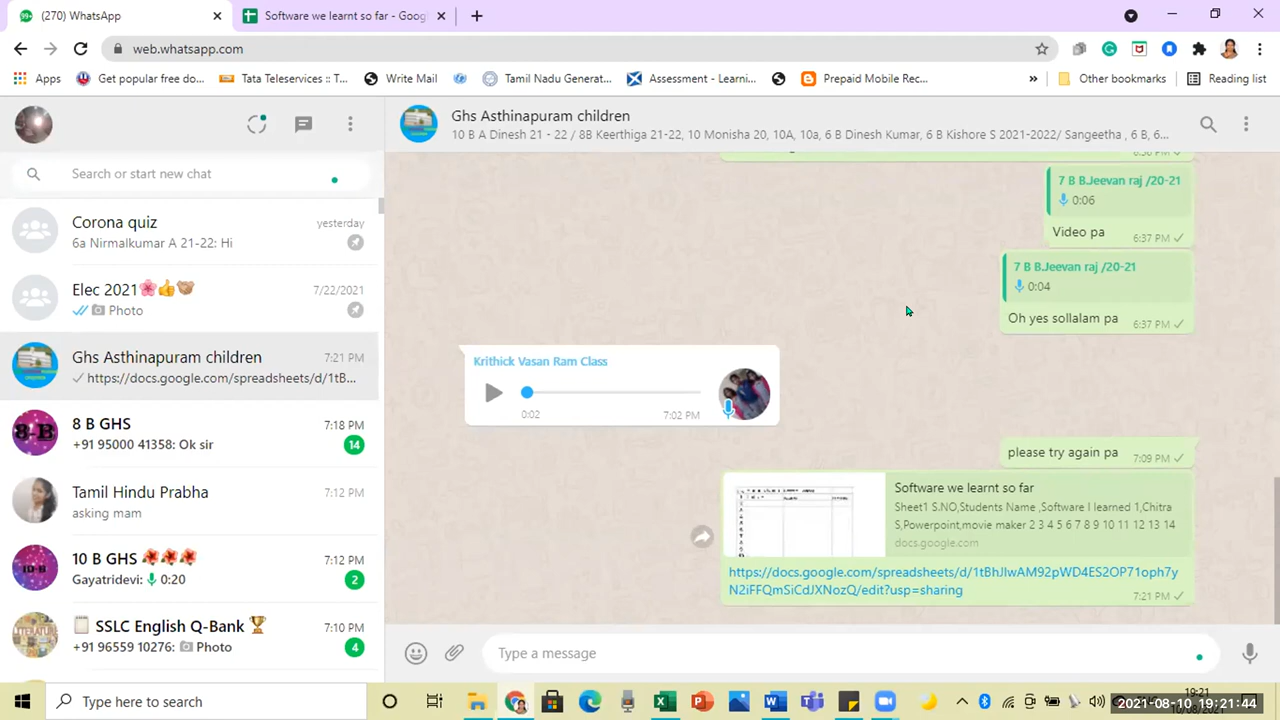 (270) WhatsApp
Software we learnt so far - Goog
web.whatsapp.com
Apps
Get popular free do...
Tata Teleservices :: T...
Write Mail
Tamil Nadu Generat...
Assessment - Learni...
Prepaid Mobile Rec...
»
Other bookmarks
Reading list
Search or start new chat
Corona quiz
yesterday
6a Nirmalkumar A 21-22: Hi
Elec 2021🌸👍🤝
7/22/2021
Photo
Ghs Asthinapuram children
7:21 PM
https://docs.google.com/spreadsheets/d/1tB...
8 B GHS
7:18 PM
+91 95000 41358: Ok sir
14
Tamil Hindu Prabha
7:12 PM
asking mam
10 B GHS 🌺🌺🌺
7:12 PM
Gayatridevi: 0:20
2
SSLC English Q-Bank 🏆
7:10 PM
+91 96559 10276: Photo
4
Ghs Asthinapuram children
10 B A Dinesh 21 - 22 / 8B Keerthiga 21-22, 10 Monisha 20, 10A, 10a, 6 B Dinesh Kumar, 6 B Kishore S 2021-2022/ Sangeetha , 6 B, 6...
7 B B.Jeevan raj /20-21
0:06
Video pa
6:37 PM
7 B B.Jeevan raj /20-21
0:04
Oh yes sollalam pa
6:37 PM
Krithick Vasan Ram Class
0:02
7:02 PM
please try again pa
7:09 PM
Software we learnt so far
Sheet1 S.NO,Students Name ,Software I learned 1,Chitra
S,Powerpoint,movie maker 2 3 4 5 6 7 8 9 10 11 12 13 14
docs.google.com
https://docs.google.com/spreadsheets/d/1tBhJIwAM92pWD4ES2OP71oph7y
N2iFFQmSiCdJXNozQ/edit?usp=sharing
7:21 PM
Type a message
Type here to search
19:21
2021-08-10 19:21:44